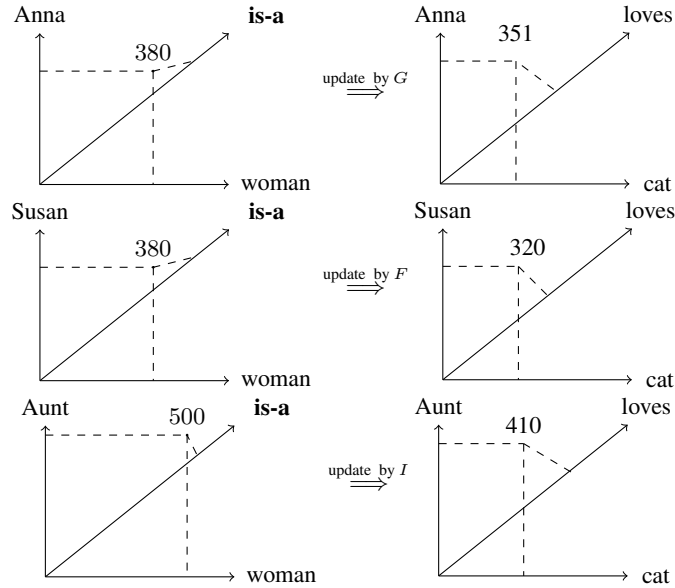 Anna is-a Anna loves
380 351
update by G
woman cat
Susan is-a Susan loves
380 320
update by F
woman cat
Aunt is-a Aunt loves
500 410
update by I
woman cat